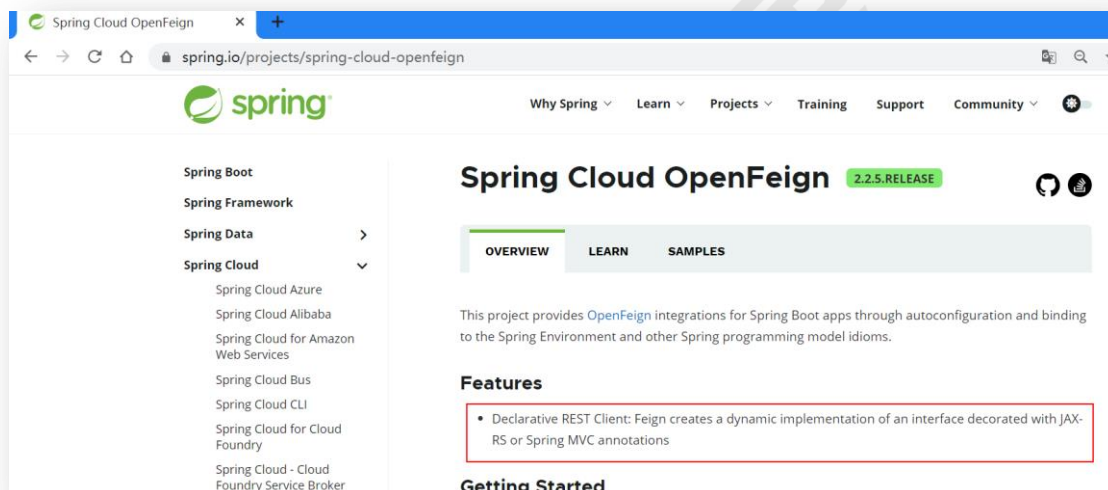 Spring Cloud OpenFeign
spring.io/projects/spring-cloud-openfeign
spring
Why Spring
Learn
Projects
Training
Support
Community
Spring Boot
Spring Framework
Spring Data
Spring Cloud
Spring Cloud Azure
Spring Cloud Alibaba
Spring Cloud for Amazon
Web Services
Spring Cloud Bus
Spring Cloud CLI
Spring Cloud for Cloud
Foundry
Spring Cloud - Cloud
Foundry Service Broker
Spring Cloud OpenFeign 2.2.5.RELEASE
OVERVIEW LEARN SAMPLES
This project provides OpenFeign integrations for Spring Boot apps through autoconfiguration and binding
to the Spring Environment and other Spring programming model idioms.
Features
• Declarative REST Client: Feign creates a dynamic implementation of an interface decorated with JAX-
RS or Spring MVC annotations
Getting Started